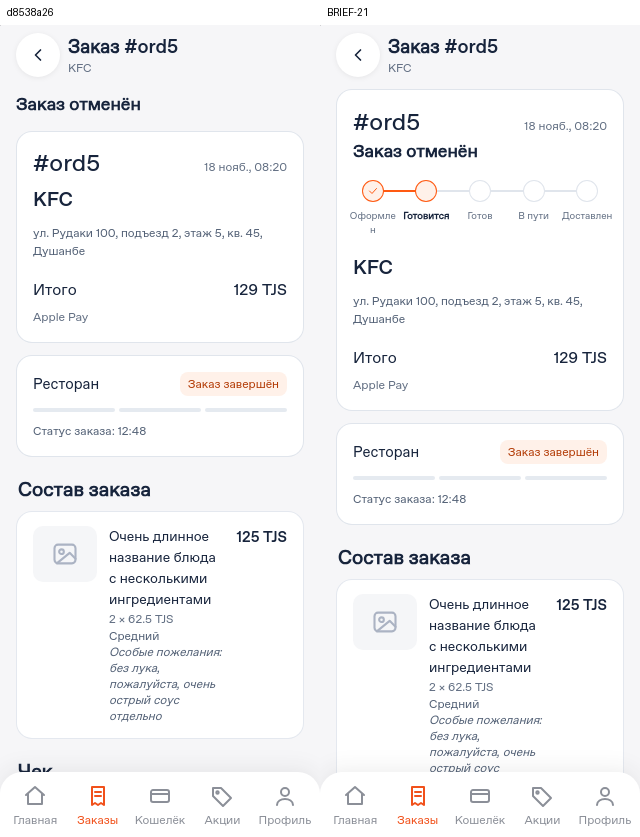 d8538a26
Заказ #ord5
KFC
Заказ отменён
#ord5
18 нояб., 08:20
KFC
ул. Рудаки 100, подъезд 2, этаж 5, кв. 45,
Душанбе
Итого
129 TJS
Apple Pay
Ресторан
Заказ завершён
Статус заказа: 12:48
Состав заказа
Очень длинное
125 TJS
название блюда
с несколькими
ингредиентами
2 × 62.5 TJS
Средний
Особые пожелания:
без лука,
пожалуйста, очень
острый соус
отдельно
Чек
Главная
Заказы
Кошелёк
Акции
Профиль
BRIEF-21
Заказ #ord5
KFC
#ord5
18 нояб., 08:20
Заказ отменён
Оформле
н
Готовится
Готов
В пути
Доставлен
KFC
ул. Рудаки 100, подъезд 2, этаж 5, кв. 45,
Душанбе
Итого
129 TJS
Apple Pay
Ресторан
Заказ завершён
Статус заказа: 12:48
Состав заказа
Очень длинное
125 TJS
название блюда
с несколькими
ингредиентами
2 × 62.5 TJS
Средний
Особые пожелания:
без лука,
пожалуйста, очень
острый соус
Главная
Заказы
Кошелёк
Акции
Профиль